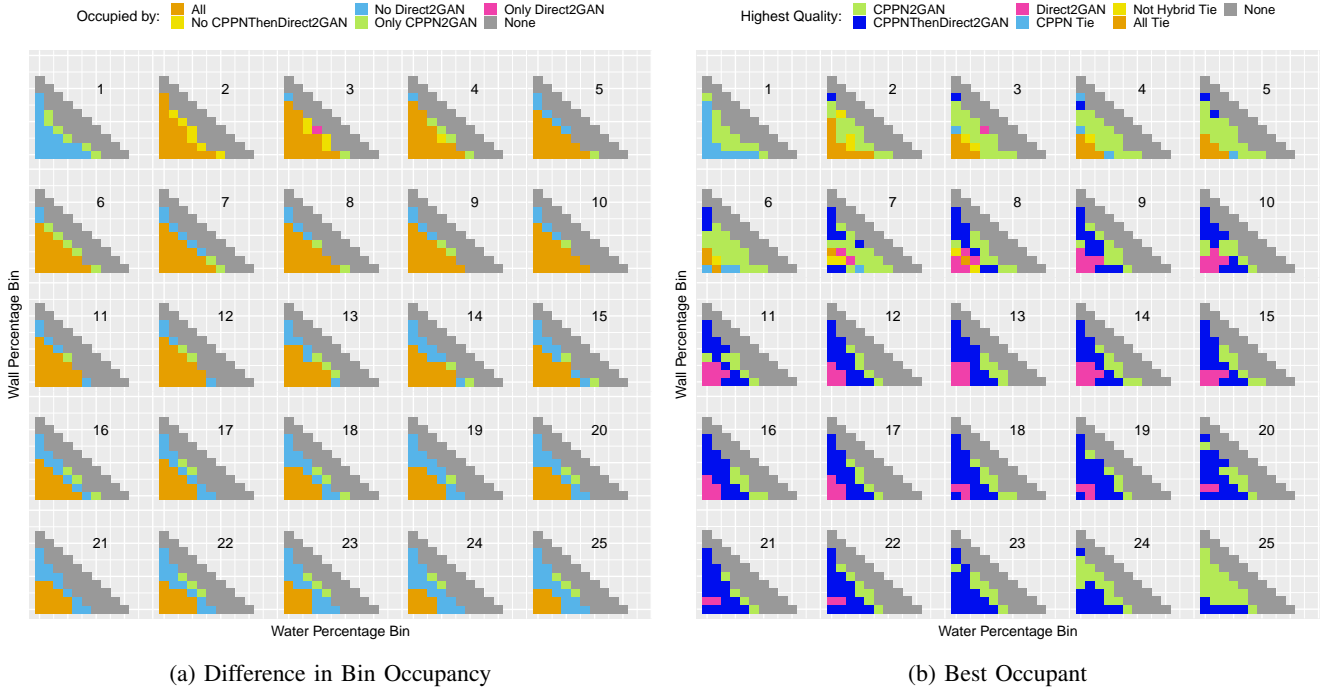 Occupied by: All No Direct2GAN Only Direct2GAN
No CPPNThenDirect2GAN Only CPPN2GAN None
Wall Percentage Bin
1 2 3 4 5
6 7 8 9 10
11 12 13 14 15
16 17 18 19 20
21 22 23 24 25
Water Percentage Bin
(a) Difference in Bin Occupancy
Highest Quality: CPPN2GAN Direct2GAN Not Hybrid Tie None
CPPNThenDirect2GAN CPPN Tie All Tie
Wall Percentage Bin
1 2 3 4 5
6 7 8 9 10
11 12 13 14 15
16 17 18 19 20
21 22 23 24 25
Water Percentage Bin
(b) Best Occupant